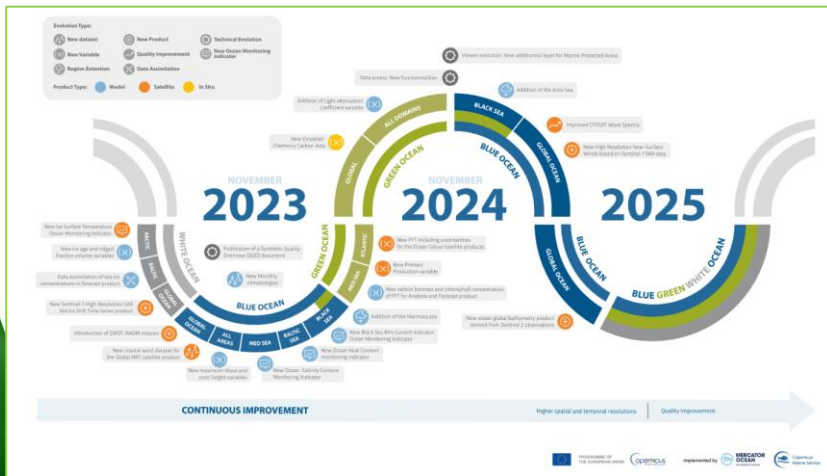 Evolution Type:
New dataset
New Product
Technical Evolution
New Variable
Quality Improvement
New Ocean Monitoring
Indicator
Region Extention
Data Assimilation
Product Type:
Model
Satellite
In Situ
Viewer evolution: New additional layer for Marine Protected Areas
Data access: New functionalities
Addition of Light attenuation
coefficient variable
Addition of the Azov Sea
New
Chemistry Carbon data
Improved CFOSAT Wave Spectra
New High Resolution Near-Surface
Winds based on Sentinel-1 SAR data
GLOBAL
ALL DOMAINS
GREEN OCEAN
BLACK SEA
GLOBAL OCEAN
BLUE OCEAN
NOVEMBER
2023
NOVEMBER
2024
2025
New Ice Surface Temperature
Ocean Monitoring Indicator
New Ice age and ridged
fraction volume variables
Data assimilation of sea ice
concentrations in forecast product
New Sentinel-1 High Resolution SAR
Sea Ice Drift Time Series product
Introduction of SWOT-NADIR mission
New coastal wind dataset for
the Global NRT satellite product
New maximum Wave and
crest height variables
New Ocean Salinity Content
Monitoring Indicator
New Ocean Heat Content
monitoring Indicator
New Black Sea Rim Current Indicator
Ocean Monitoring Indicator
Addition of the Marmara sea
ARCTIC
BALTIC
GLOBAL OCEAN
WHITE OCEAN
Publication of a Synthetic Quality
Overview (SQO) document
New Monthly
climatologies
BLUE OCEAN
GLOBAL OCEAN
ALL AREAS
MED SEA
BALTIC SEA
BLACK SEA
GREEN OCEAN
MED SEA
ATLANTIC
New PFT including uncertainties
for the Ocean Colour satellite products
New Primary
Production variable
New carbon biomass and chlorophyll concentration
of PFT for Analysis and Forecast product
GLOBAL OCEAN
BLUE OCEAN
BLUE GREEN WHITE OCEAN
New ocean global bathymetry product
derived from Sentinel-2 observations
CONTINUOUS IMPROVEMENT
Higher spatial and temporal resolutions
Quality improvement
PROGRAMME OF
THE EUROPEAN UNION
opernicus
implemented by
MERCATOR
OCEAN
Copernicus
Marine Service